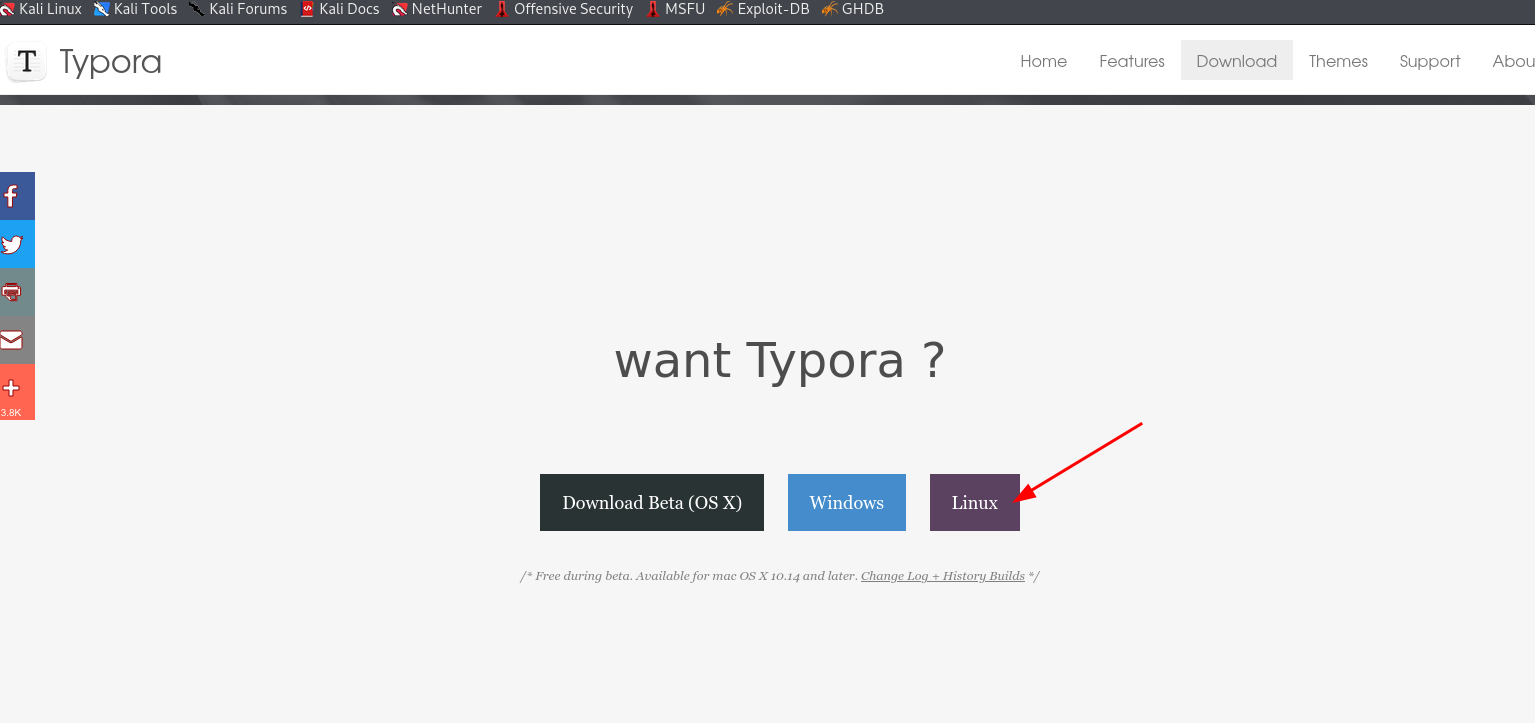 Kali Linux Kali Tools Kali Forums Kali Docs NetHunter Offensive Security MSFU Exploit-DB GHDB
T Typora Home Features Download Themes Support Abou
f
3.8K
want Typora ?
Download Beta (OS X) Windows Linux
/* Free during beta. Available for mac OS X 10.14 and later. Change Log + History Builds */